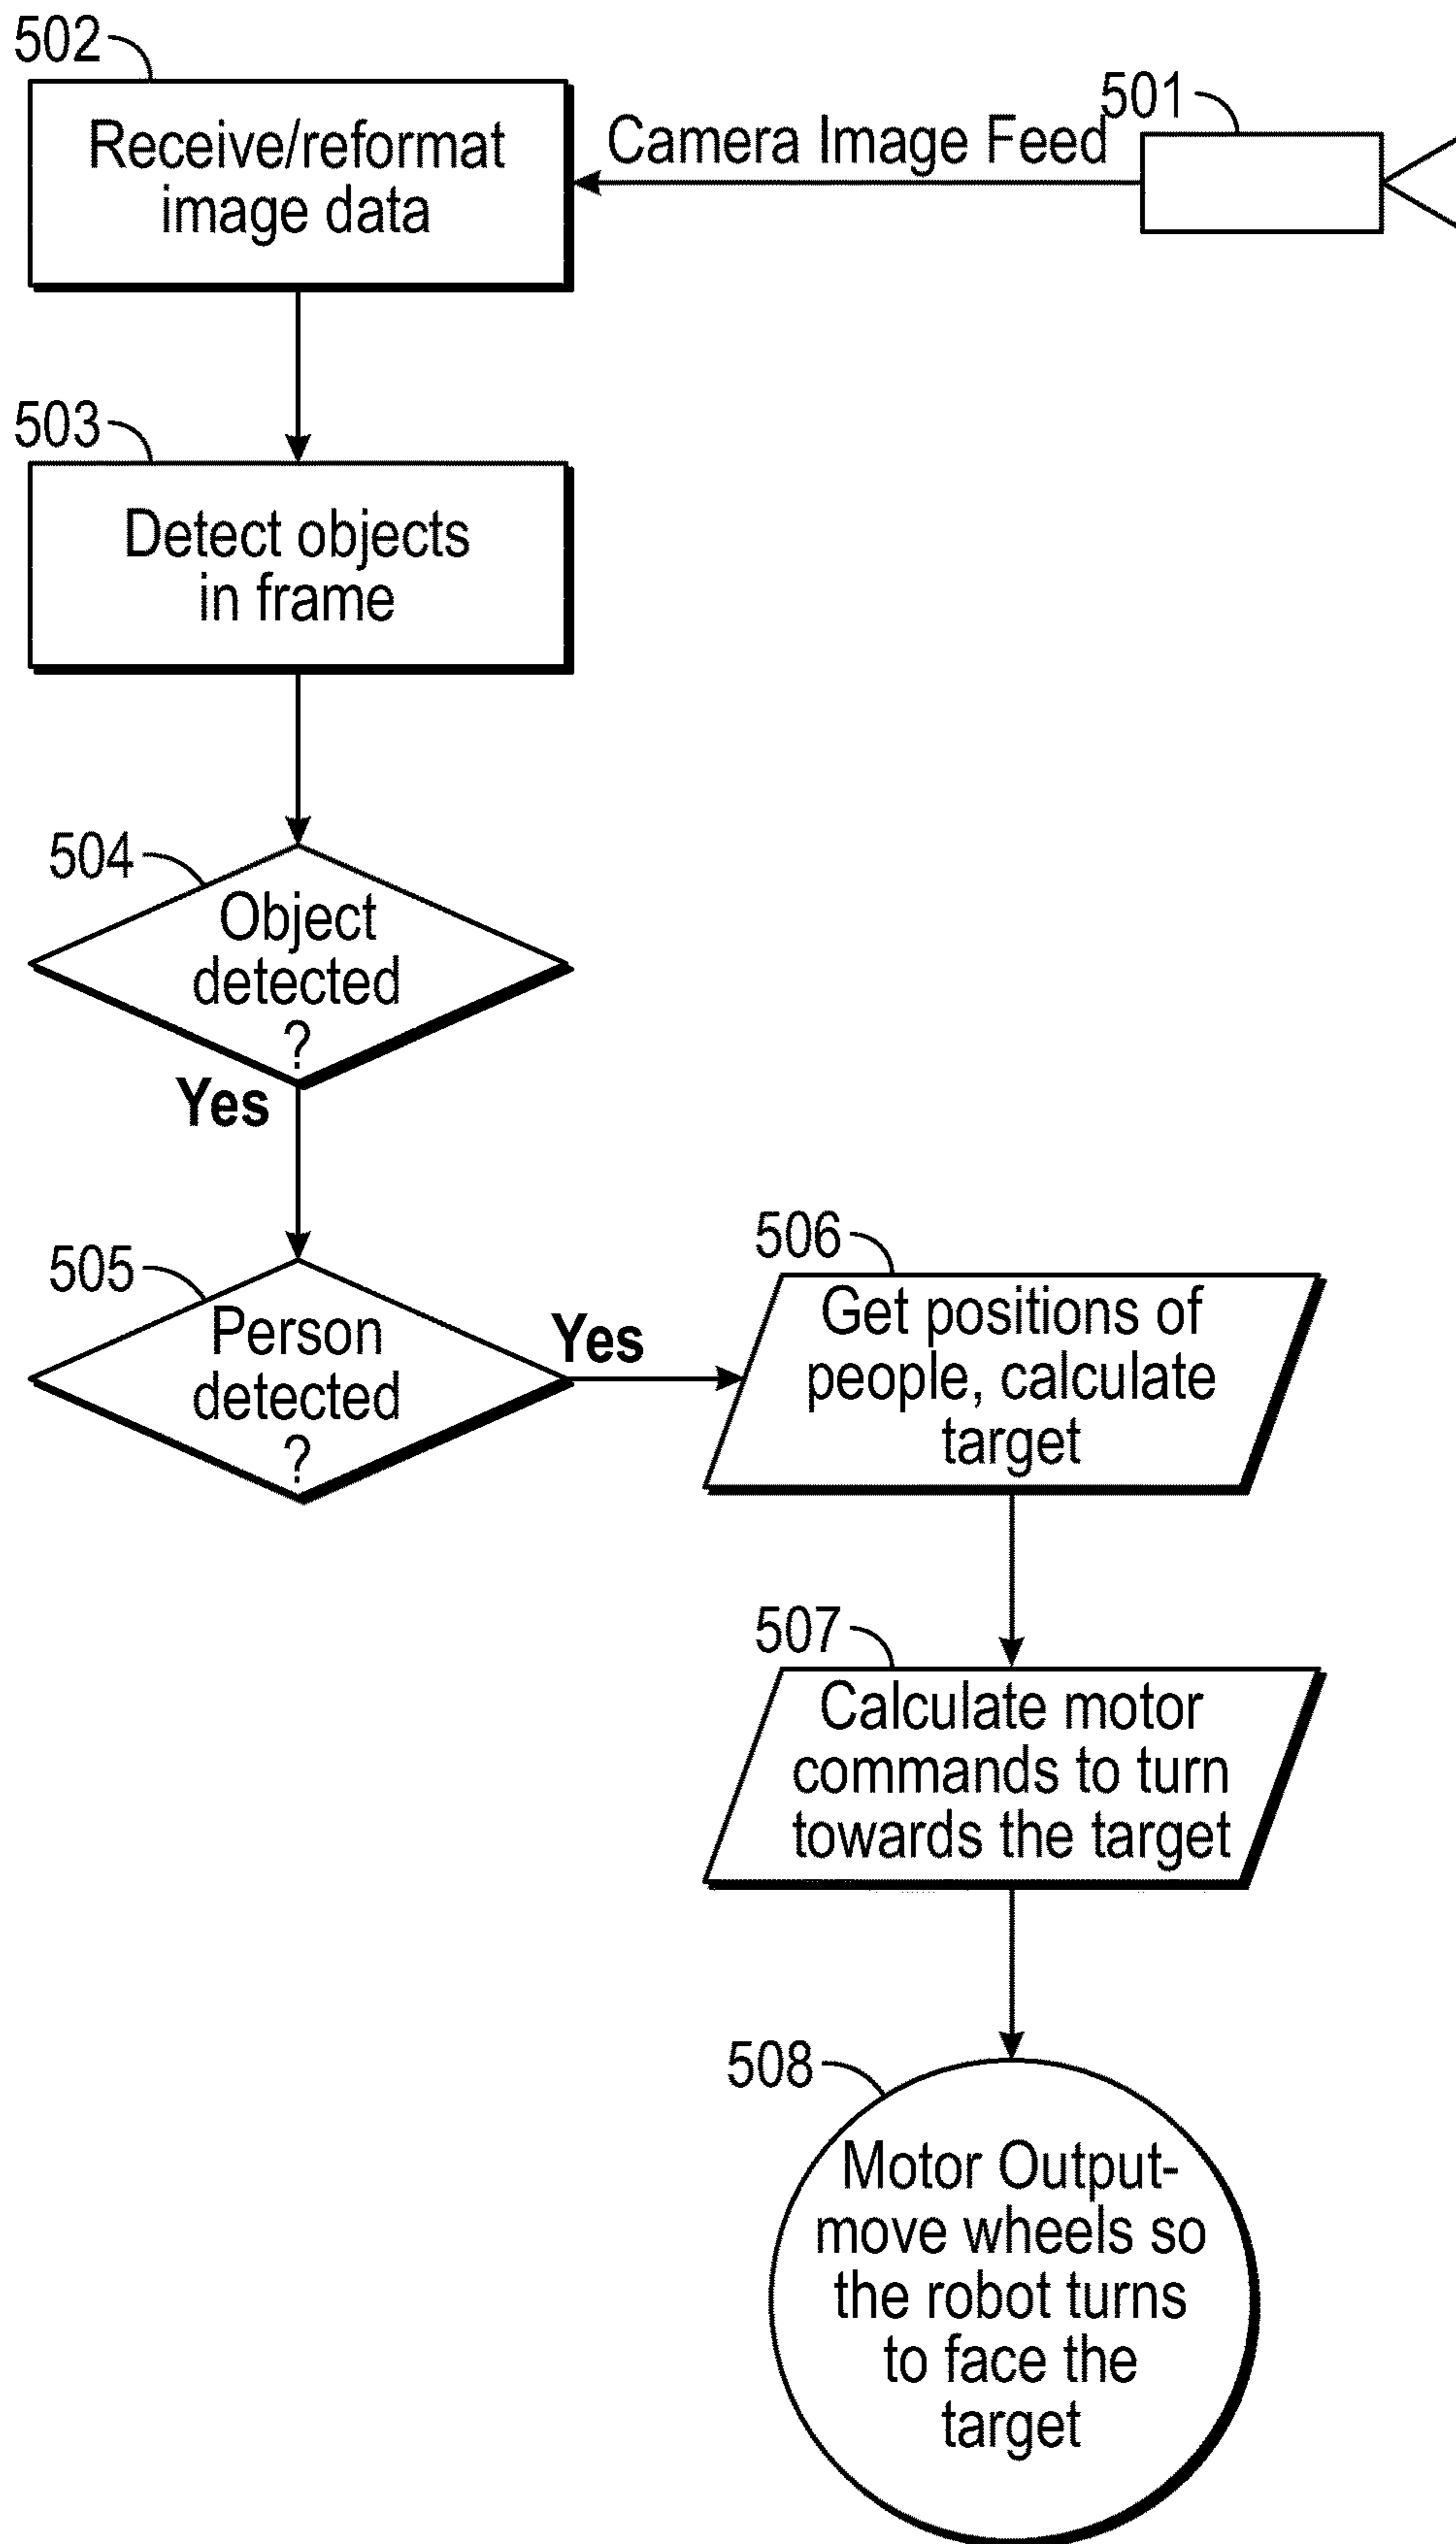 502
501
Receive/reformat
image data
Camera Image Feed
503
Detect objects
in frame
504
Object
detected
?
Yes
505
Person
detected
?
Yes
506
Get positions of
people, calculate
target
507
Calculate motor
commands to turn
towards the target
508
Motor Output-
move wheels so
the robot turns
to face the
target